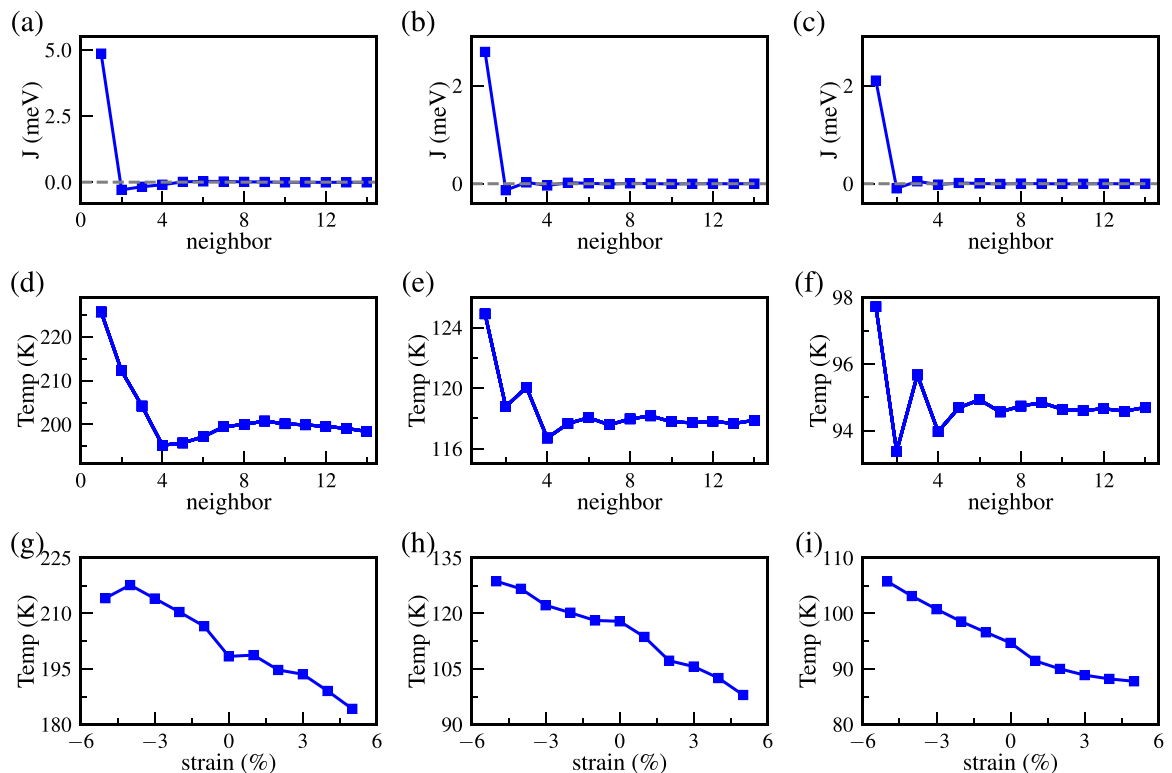 (a) (b) (c)
5.0
2.5
0.0
J (meV)
0 4 8 12
neighbor
2
0
J (meV)
4 8 12
neighbor
2
0
J (meV)
4 8 12
neighbor
(d) (e) (f)
220
210
200
Temp (K)
0 4 8 12
neighbor
124
120
116
Temp (K)
4 8 12
neighbor
98
96
94
Temp (K)
4 8 12
neighbor
(g) (h) (i)
225
210
195
180
Temp (K)
−6 −3 0 3 6
strain (%)
135
120
105
90
Temp (K)
−6 −3 0 3 6
strain (%)
110
100
90
80
Temp (K)
−6 −3 0 3 6
strain (%)